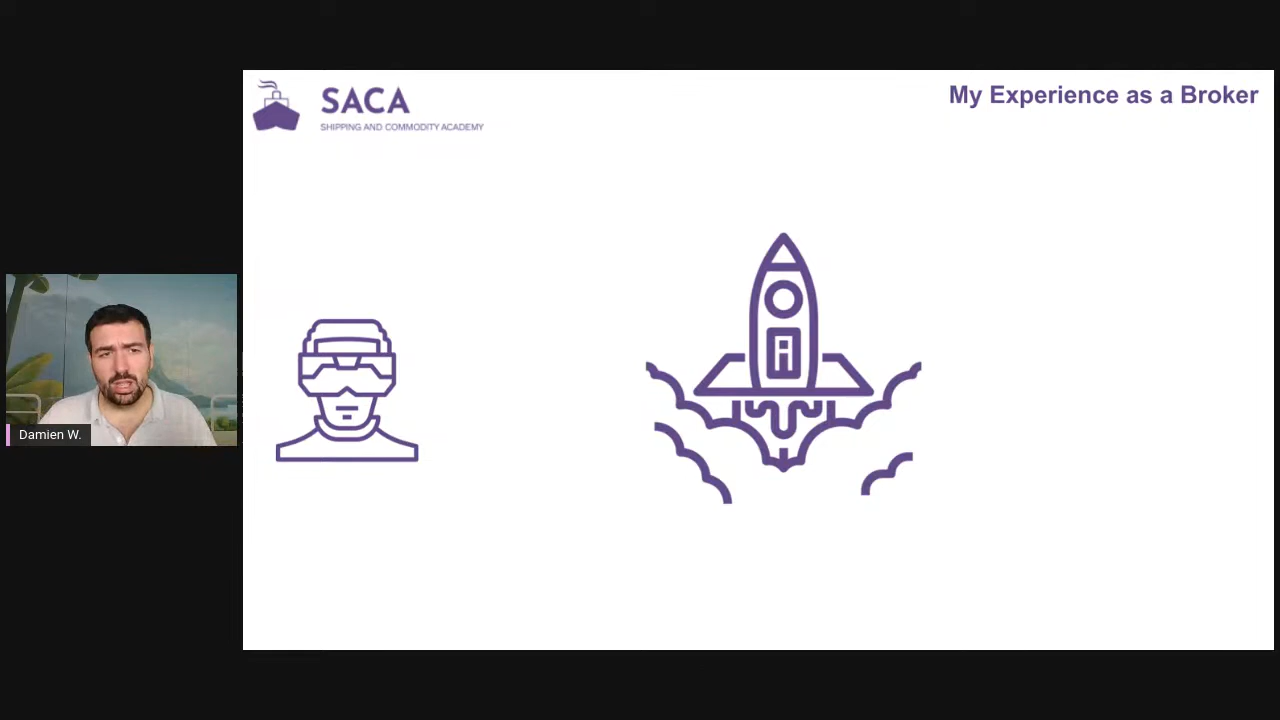 SACA
SHIPPING AND COMMODITY ACADEMY
My Experience as a Broker
Damien W.